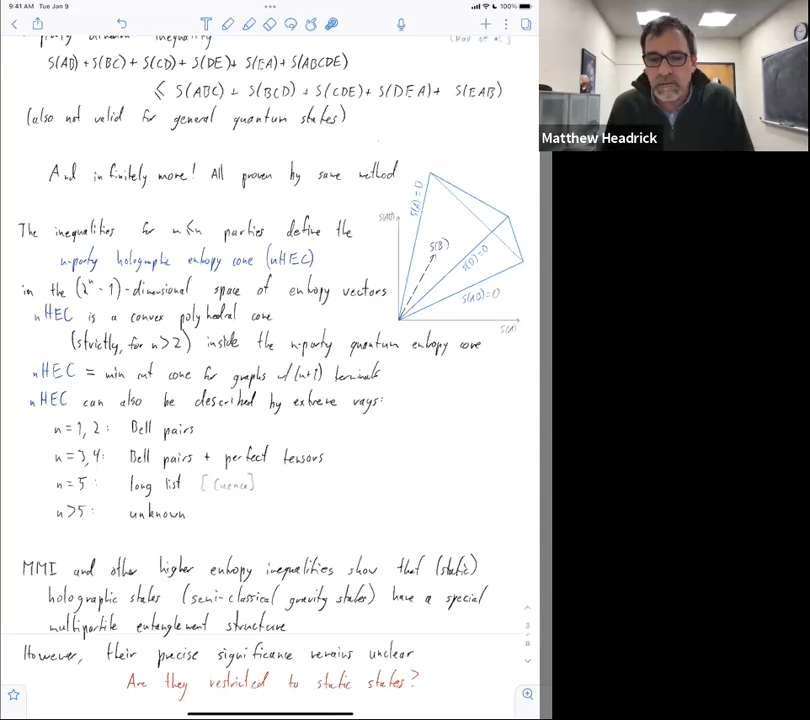 9:41 AM Tue Jan 9
100%
inequality
S(AB) + S(BC) + S(CD) + S(DE) + S(EA) + S(ABCDE)
≤ S(ABC) + S(BCD) + S(CDE) + S(DEA) + S(EAB)
(also not valid for general quantum states)
And infinitely more! All proven by same method
The inequalities for n ≤ n parties define the
n-party holographic entropy cone (nHEC)
in the (2ⁿ-1)-dimensional space of entropy vectors
nHEC is a convex polyhedral cone
(strictly, for n>2) inside the n-party quantum entropy cone
nHEC = min cut cone for graphs w/ (n+1) terminals
nHEC can also be described by extreme rays:
n=1,2: Bell pairs
n=3,4: Bell pairs + perfect tensors
n=5: long list [Cuenca]
n>5: unknown
S(AB)
S(A)=0
S(B)
S(B)=0
S(AB)=0
S(A)
MMI and other higher entropy inequalities show that (static)
holographic states (semi-classical gravity states) have a special
multipartite entanglement structure
However, their precise significance remains unclear
Are they restricted to static states?
3
8
Matthew Headrick